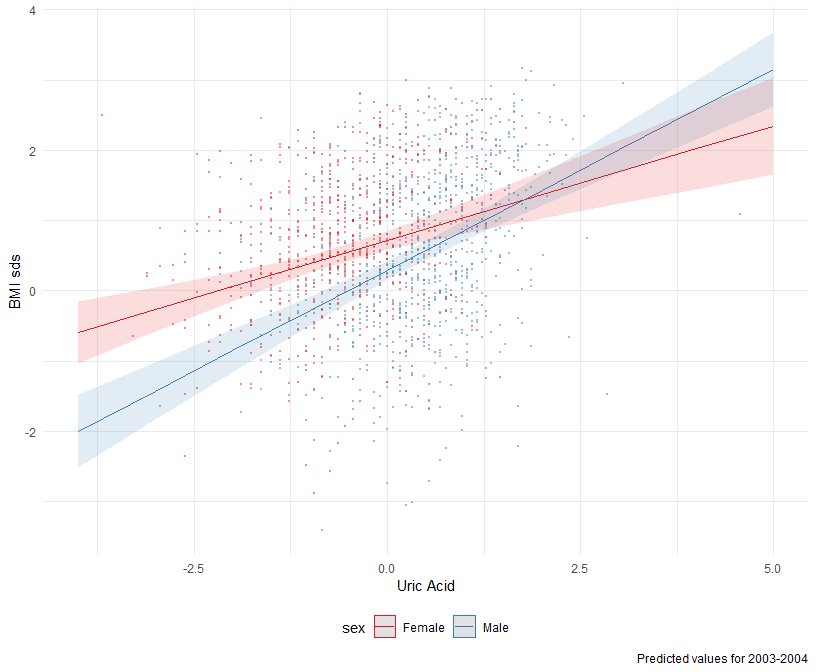 4
2
0
-2
BMI sds
-2.5 0.0 2.5 5.0
Uric Acid
sex Female Male
Predicted values for 2003-2004